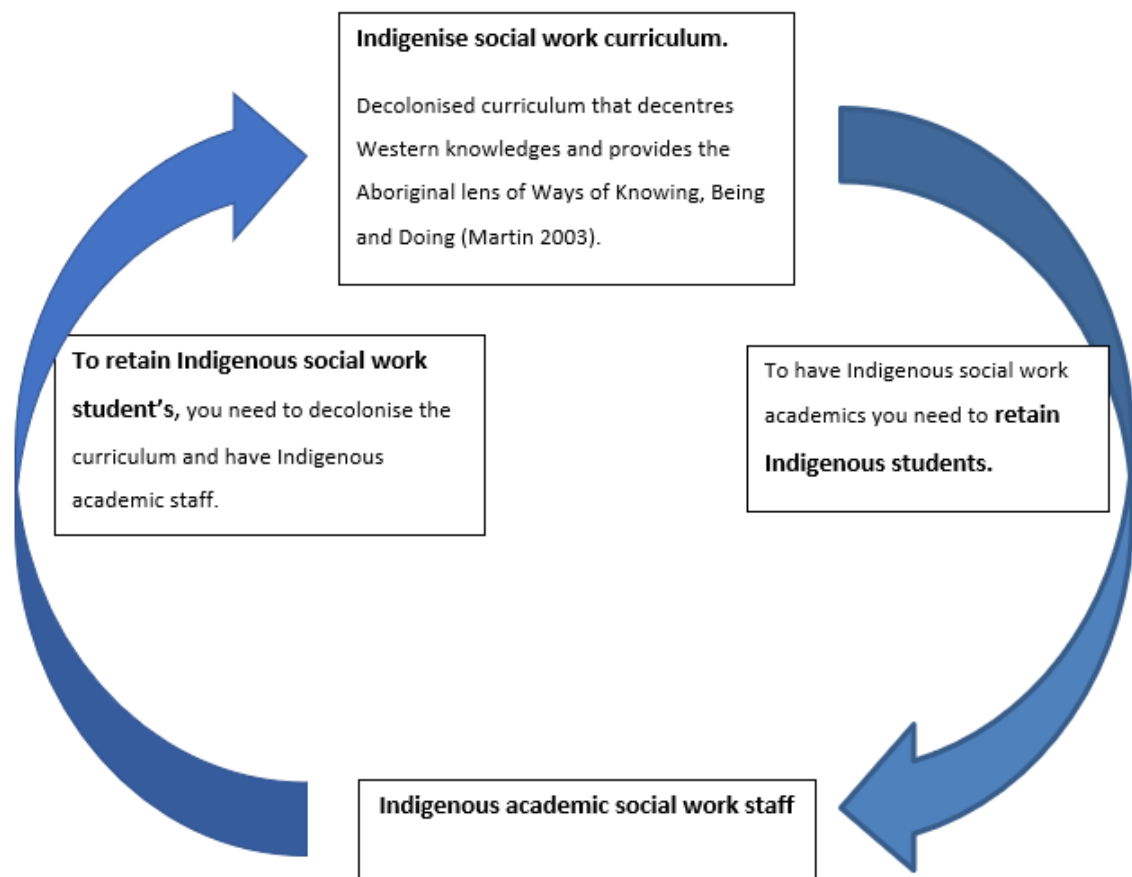 Indigenise social work curriculum.
Decolonised curriculum that decentres
Western knowledges and provides the
Aboriginal lens of Ways of Knowing, Being
and Doing (Martin 2003).
To retain Indigenous social work
student's, you need to decolonise the
curriculum and have Indigenous
academic staff.
To have Indigenous social work
academics you need to retain
Indigenous students.
Indigenous academic social work staff